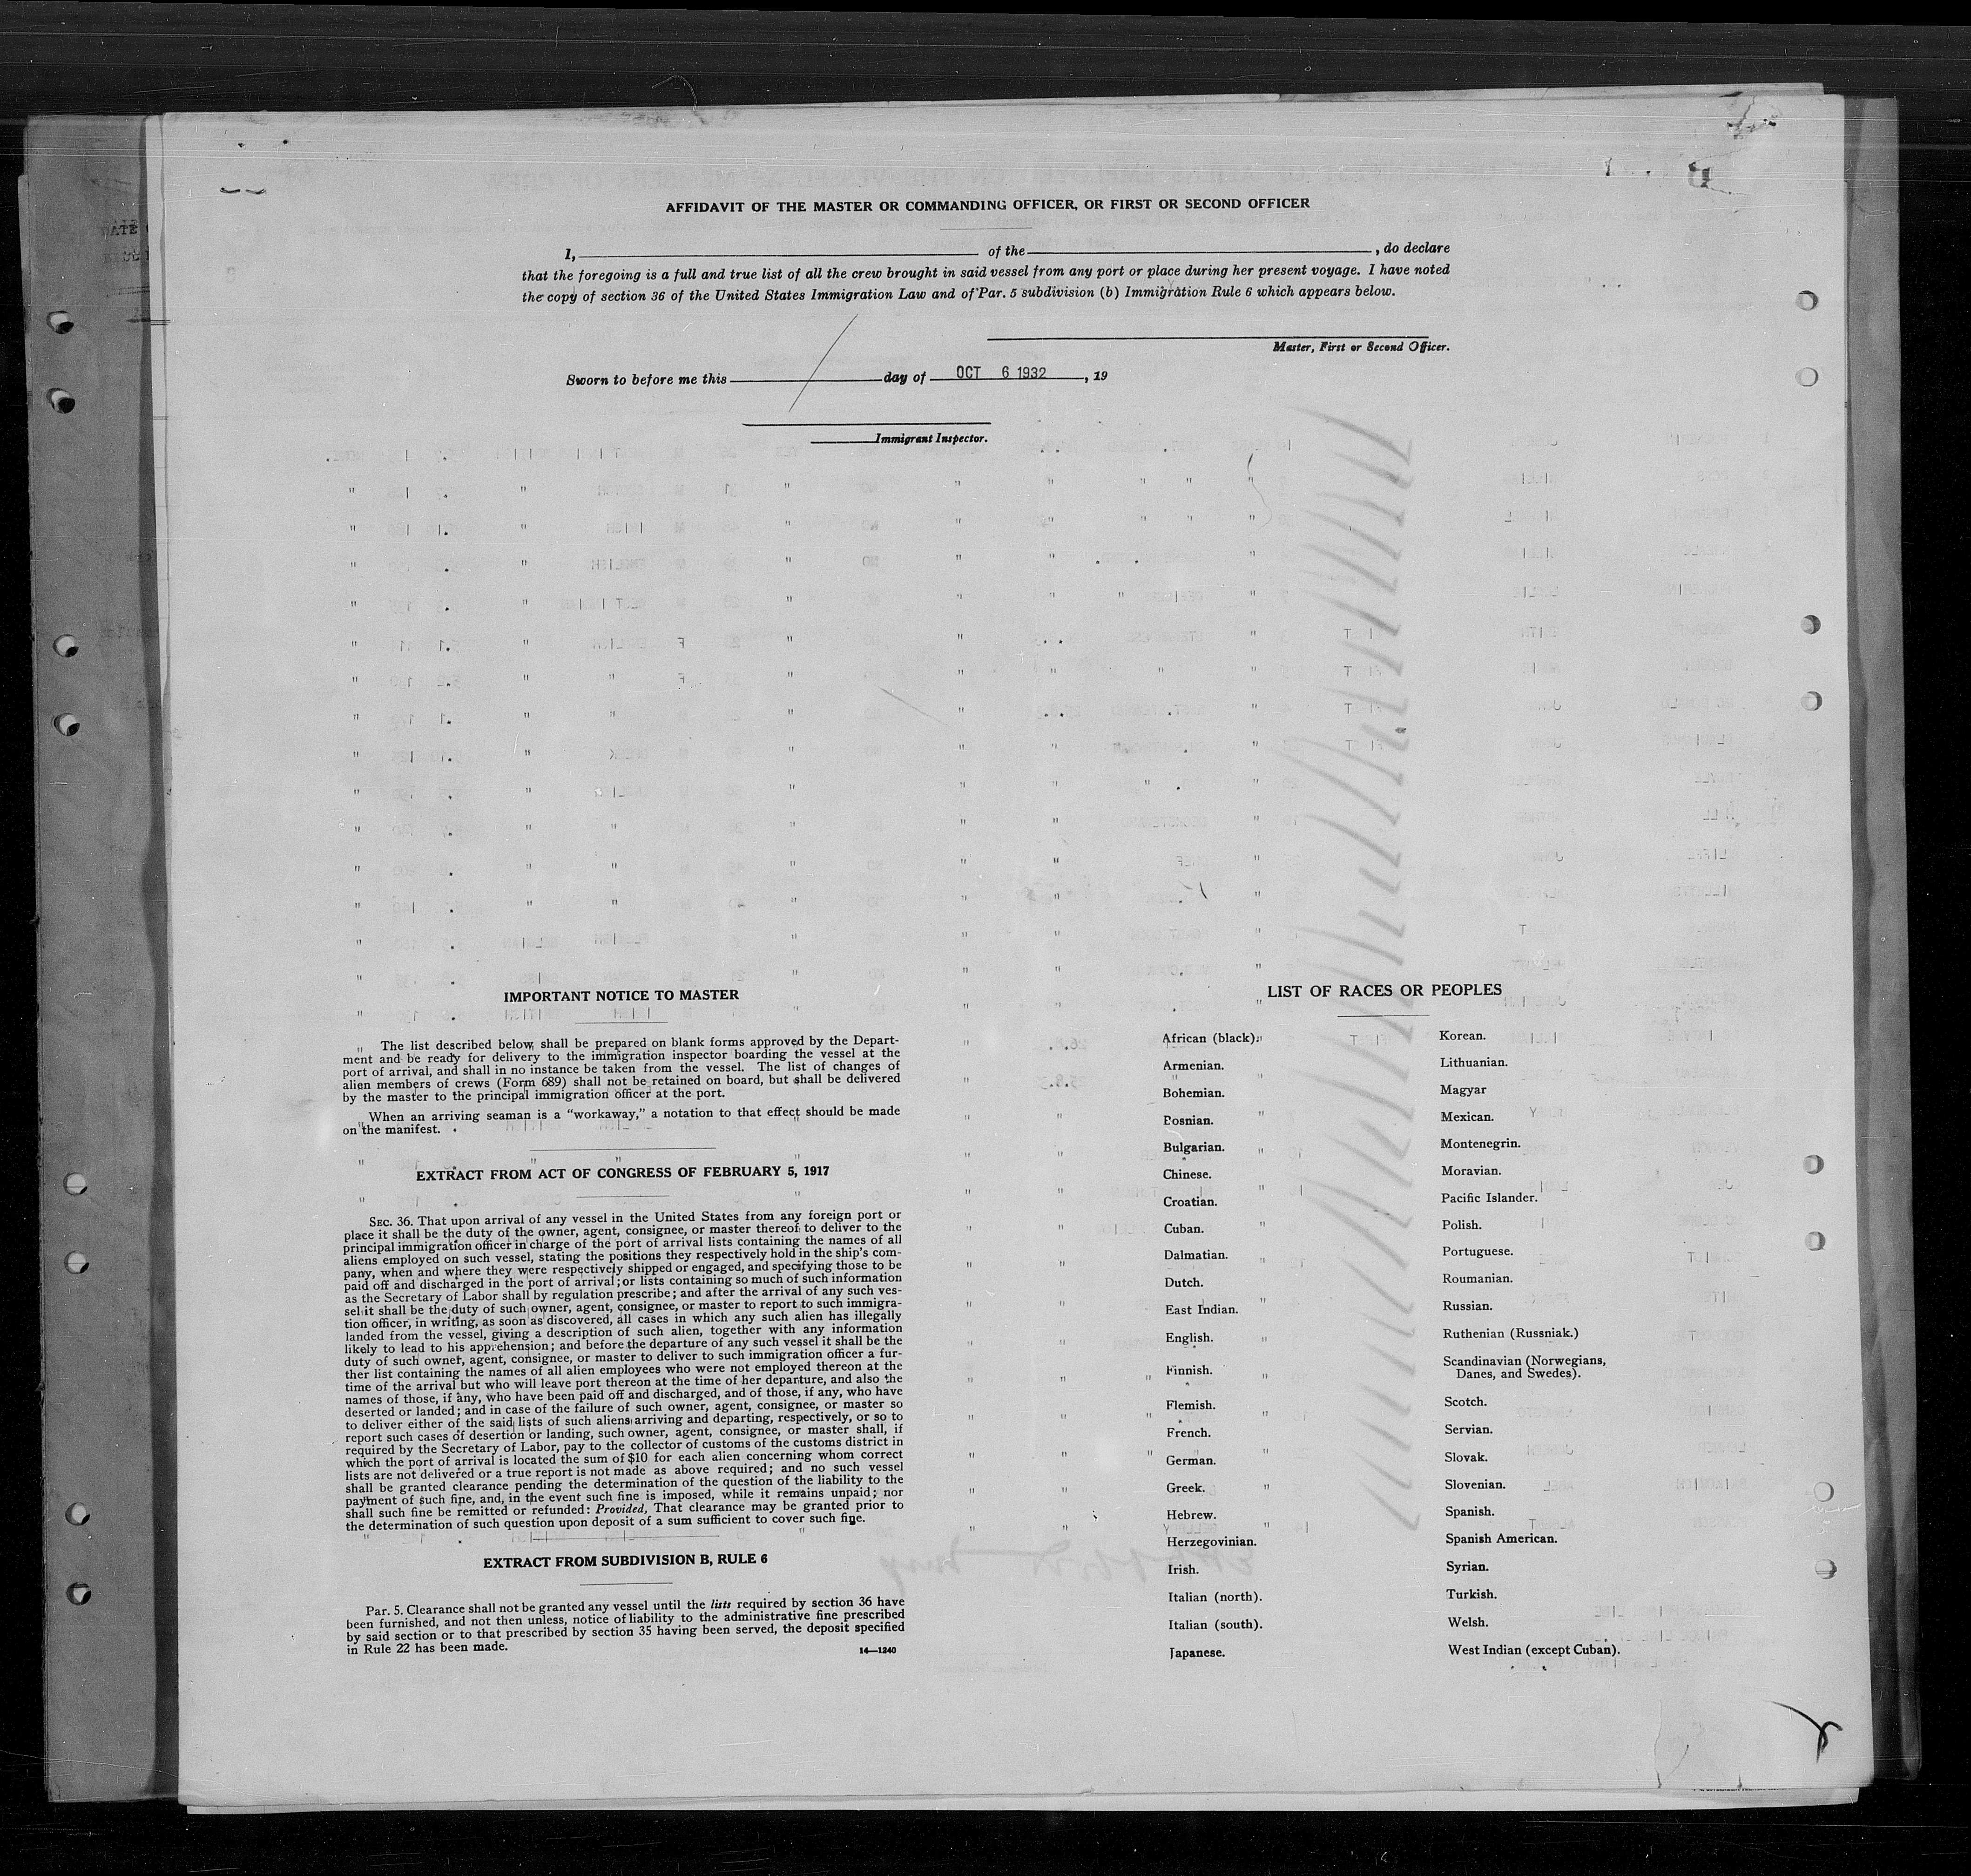 AFFIDAVIT OF THE MASTER OR COMMANDING OFFICER, OR FIRST OR SECOND OFFICER
I, of the , do declare
that the foregoing is a full and true list of all the crew brought in said vessel from any port or place during her present voyage. I have noted
the copy of section 36 of the United States Immigration Law and of Par. 5 subdivision (b) Immigration Rule 6 which appears below.
Master, First or Second Officer.
Sworn to before me this day of OCT 6 1932, 19
Immigrant Inspector.
IMPORTANT NOTICE TO MASTER
The list described below, shall be prepared on blank forms approved by the Depart-
ment and be ready for delivery to the immigration inspector boarding the vessel at the
port of arrival, and shall in no instance be taken from the vessel. The list of changes of
alien members of crews (Form 689) shall not be retained on board, but shall be delivered
by the master to the principal immigration officer at the port.
When an arriving seaman is a "workaway," a notation to that effect should be made
on the manifest.
EXTRACT FROM ACT OF CONGRESS OF FEBRUARY 5, 1917
SEC. 36. That upon arrival of any vessel in the United States from any foreign port or
place it shall be the duty of the owner, agent, consignee, or master thereof to deliver to the
principal immigration officer in charge of the port of arrival lists containing the names of all
aliens employed on such vessel, stating the positions they respectively hold in the ship's com-
pany, when and where they were respectively shipped or engaged, and specifying those to be
paid off and discharged in the port of arrival; or lists containing so much of such information
as the Secretary of Labor shall by regulation prescribe; and after the arrival of any such ves-
sel it shall be the duty of such owner, agent, consignee, or master to report to such immigra-
tion officer, in writing, as soon as discovered, all cases in which any such alien has illegally
landed from the vessel, giving a description of such alien, together with any information
likely to lead to his apprehension; and before the departure of any such vessel it shall be the
duty of such owner, agent, consignee, or master to deliver to such immigration officer a fur-
ther list containing the names of all alien employees who were not employed thereon at the
time of the arrival but who will leave port thereon at the time of her departure, and also the
names of those, if any, who have been paid off and discharged, and of those, if any, who have
deserted or landed; and in case of the failure of such owner, agent, consignee, or master so
to deliver either of the said lists of such aliens arriving and departing, respectively, or so to
report such cases of desertion or landing, such owner, agent, consignee, or master shall, if
required by the Secretary of Labor, pay to the collector of customs of the customs district in
which the port of arrival is located the sum of $10 for each alien concerning whom correct
lists are not delivered or a true report is not made as above required; and no such vessel
shall be granted clearance pending the determination of the question of the liability to the
payment of such fine, and, in the event such fine is imposed, while it remains unpaid; nor
shall such fine be remitted or refunded: Provided, That clearance may be granted prior to
the determination of such question upon deposit of a sum sufficient to cover such fine.
EXTRACT FROM SUBDIVISION B, RULE 6
Par. 5. Clearance shall not be granted any vessel until the lists required by section 36 have
been furnished, and not then unless, notice of liability to the administrative fine prescribed
by said section or to that prescribed by section 35 having been served, the deposit specified
in Rule 22 has been made.
14—1240
LIST OF RACES OR PEOPLES
African (black).
Armenian.
Bohemian.
Bosnian.
Bulgarian.
Chinese.
Croatian.
Cuban.
Dalmatian.
Dutch.
East Indian.
English.
Finnish.
Flemish.
French.
German.
Greek.
Hebrew.
Herzegovinian.
Irish.
Italian (north).
Italian (south).
Japanese.
Korean.
Lithuanian.
Magyar
Mexican.
Montenegrin.
Moravian.
Pacific Islander.
Polish.
Portuguese.
Roumanian.
Russian.
Ruthenian (Russniak.)
Scandinavian (Norwegians,
Danes, and Swedes).
Scotch.
Servian.
Slovak.
Slovenian.
Spanish.
Spanish American.
Syrian.
Turkish.
Welsh.
West Indian (except Cuban).